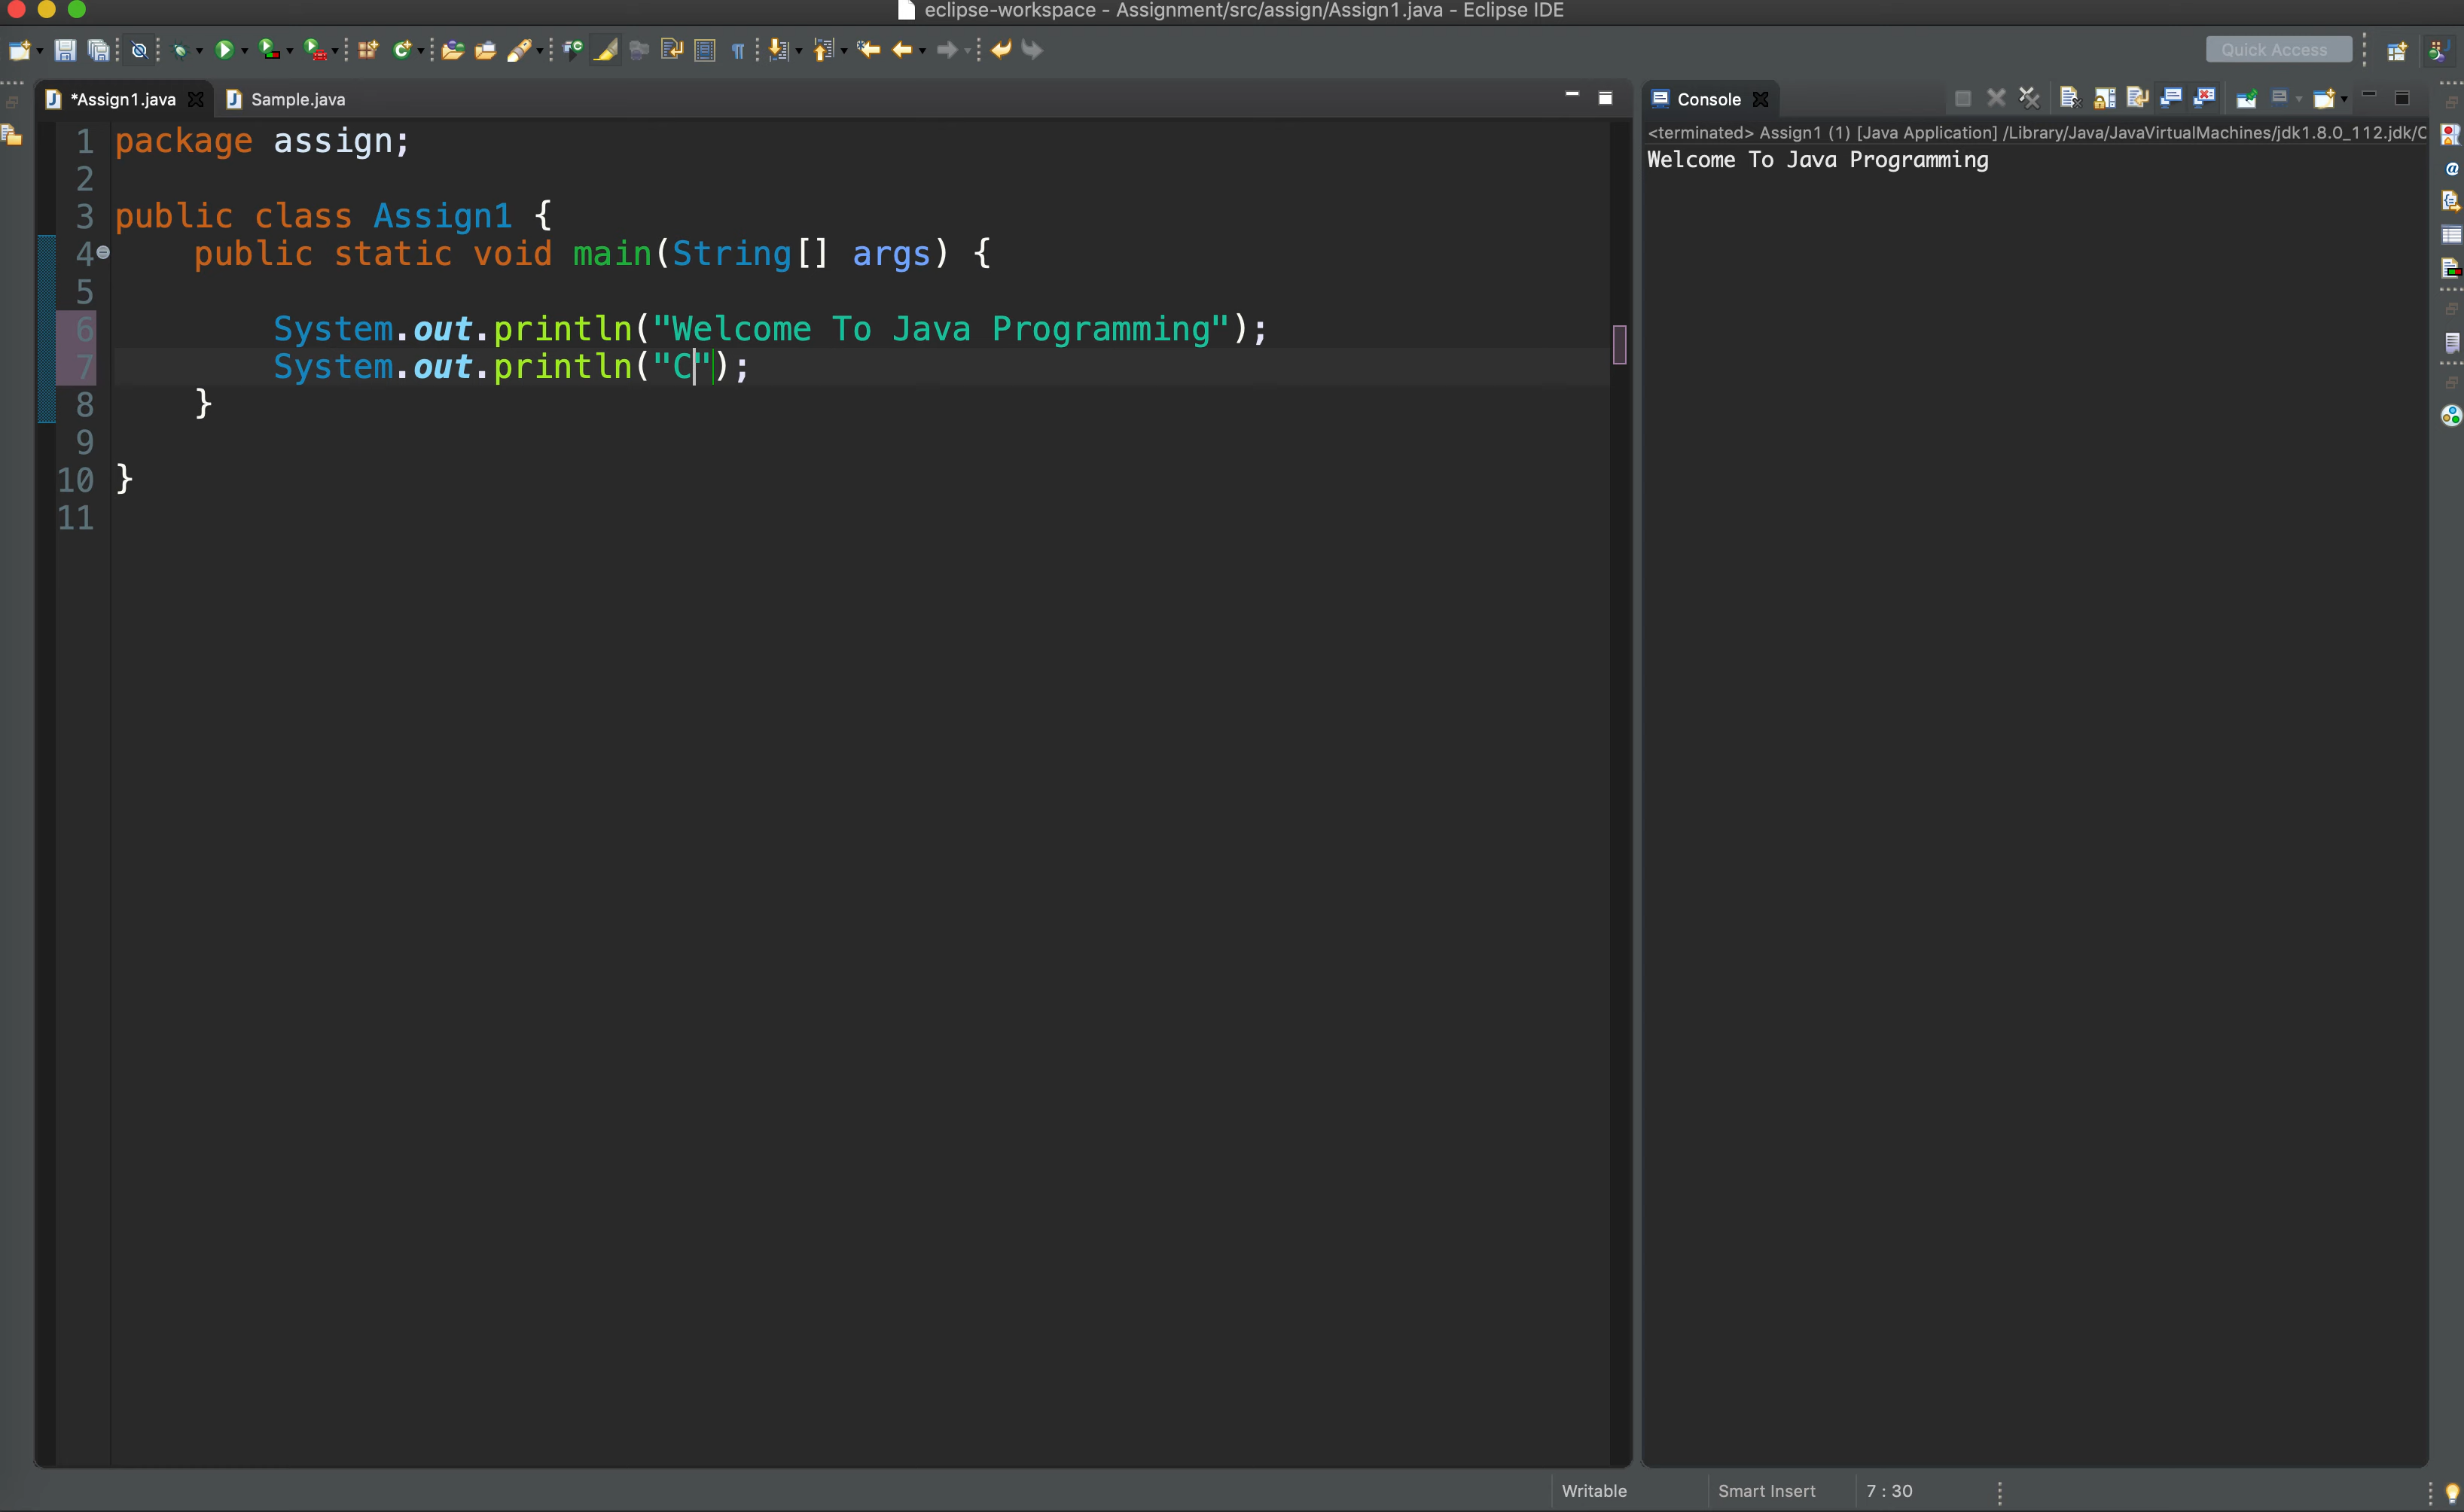 eclipse-workspace - Assignment/src/assign/Assign1.java - Eclipse IDE
Quick Access
*Assign1.java
Sample.java
1 package assign;
2
3 public class Assign1 {
4 public static void main(String[] args) {
5
6 System.out.println("Welcome To Java Programming");
7 System.out.println("C");
8 }
9
10 }
11
Console
<terminated> Assign1 (1) [Java Application] /Library/Java/JavaVirtualMachines/jdk1.8.0_112.jdk/C
Welcome To Java Programming
Writable
Smart Insert
7 : 30